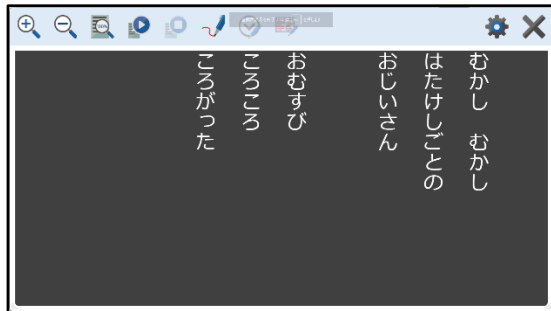 むかし　むかし
はたけしごとの
おじいさん
おむすび
ころころ
ころがった